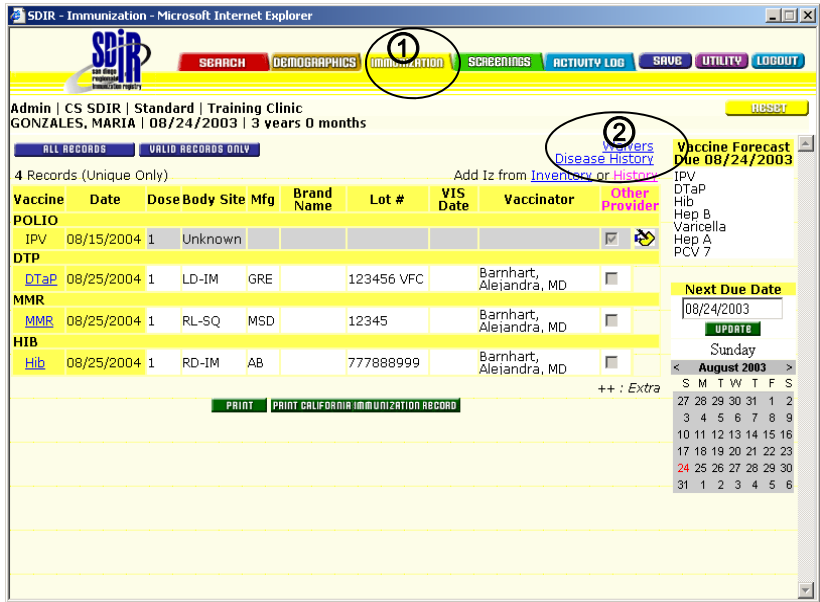 SDIR - Immunization - Microsoft Internet Explorer
SDiR
san diego
regional
immunization registry
SEARCH DEMOGRAPHICS IMMUNIZATION SCREENINGS ACTIVITY LOG SAVE UTILITY LOGOUT
1
Admin | CS SDIR | Standard | Training Clinic
GONZALES, MARIA | 08/24/2003 | 3 years 0 months
RESET
ALL RECORDS VALID RECORDS ONLY
2
Waivers
Disease History
4 Records (Unique Only) Add Iz from Inventory or History
Vaccine Date Dose Body Site Mfg Brand Name Lot # VIS Date Vaccinator Other Provider
POLIO
IPV 08/15/2004 1 Unknown
DTP
DTaP 08/25/2004 1 LD-IM GRE 123456 VFC Barnhart, Alejandra, MD
MMR
MMR 08/25/2004 1 RL-SQ MSD 12345 Barnhart, Alejandra, MD
HIB
Hib 08/25/2004 1 RD-IM AB 777888999 Barnhart, Alejandra, MD
++ : Extra
PRINT PRINT CALIFORNIA IMMUNIZATION RECORD
Vaccine Forecast
Due 08/24/2003
IPV
DTaP
Hib
Hep B
Varicella
Hep A
PCV 7
Next Due Date
08/24/2003
UPDATE
Sunday
< August 2003 >
S M T W T F S
27 28 29 30 31 1 2
3 4 5 6 7 8 9
10 11 12 13 14 15 16
17 18 19 20 21 22 23
24 25 26 27 28 29 30
31 1 2 3 4 5 6